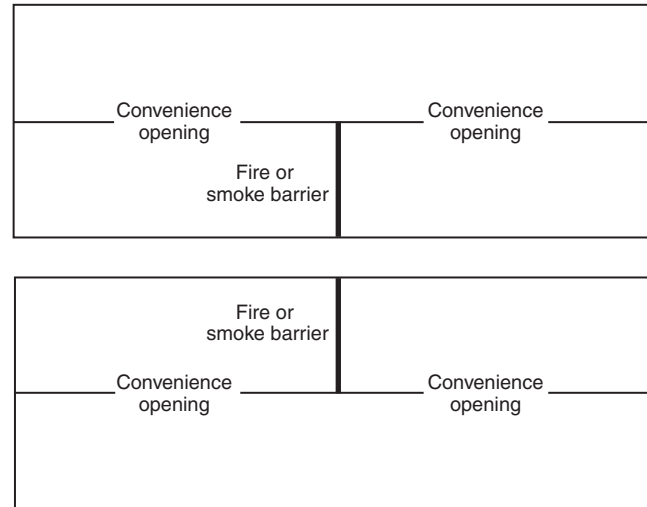 Convenience
opening
Convenience
opening
Fire or
smoke barrier
Fire or
smoke barrier
Convenience
opening
Convenience
opening